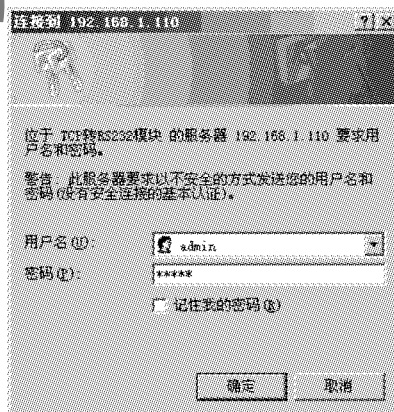 连接到 192.168.1.110
位于 TCP转RS232模块 的服务器 192.168.1.110 要求用
户名和密码。
警告: 此服务器要求以不安全的方式发送您的用户名和
密码(没有安全连接的基本认证)。
用户名(U):
admin
密码(P):
*****
记住我的密码(R)
确定
取消